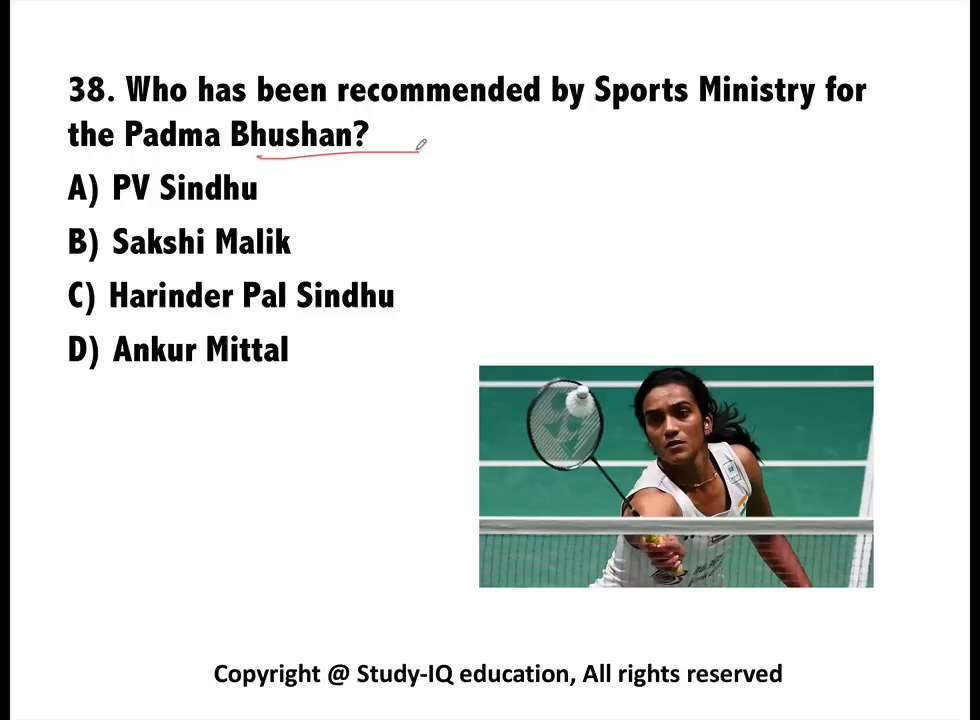 38. Who has been recommended by Sports Ministry for
the Padma Bhushan?
A) PV Sindhu
B) Sakshi Malik
C) Harinder Pal Sindhu
D) Ankur Mittal
Copyright @ Study-IQ education, All rights reserved